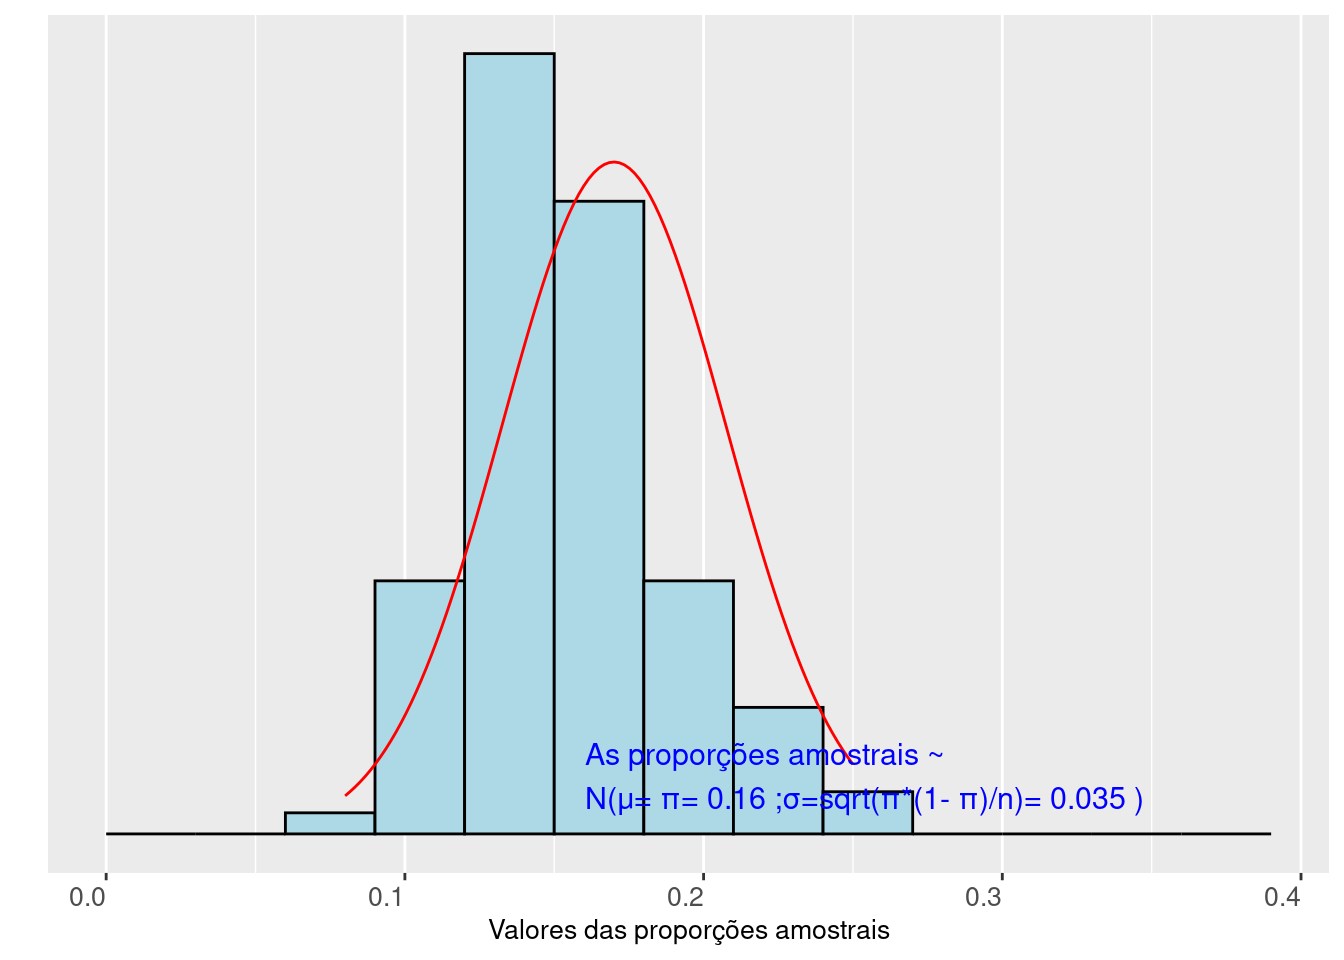 As proporções amostrais ~
N(μ= π= 0.16 ;σ=sqrt(π*(1- π)/n)= 0.035 )
0.0 0.1 0.2 0.3 0.4
Valores das proporções amostrais